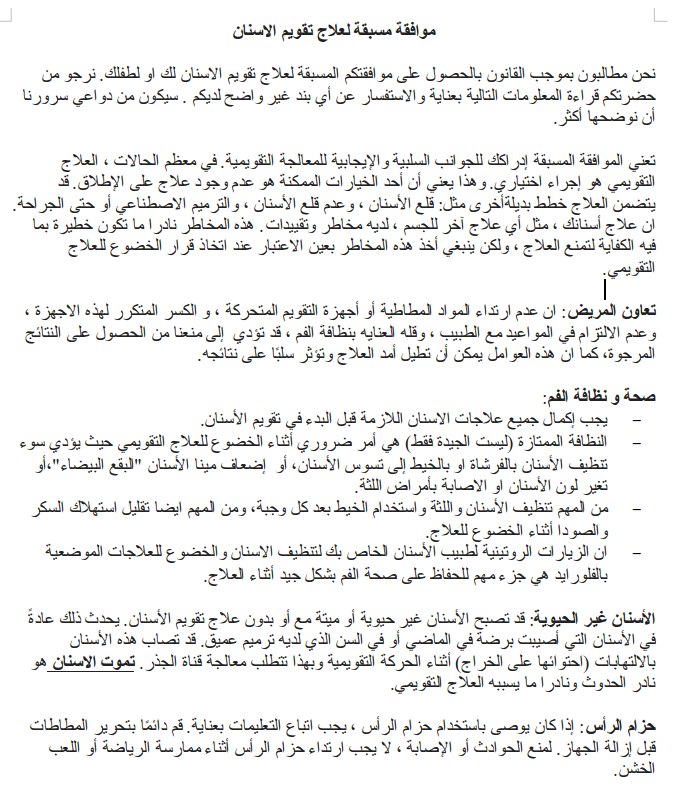 موافقة مسبقة لعلاج تقويم الاسنان
نحن مطالبون بموجب القانون بالحصول على موافقتكم المسبقة لعلاج تقويم الاسنان لك او لطفلك. نرجو من
حضرتكم قراءة المعلومات التالية بعناية والاستفسار عن أي بند غير واضح لديكم . سيكون من دواعي سرورنا
أن نوضحها أكثر.
تعني الموافقة المسبقة إدراكك للجوانب السلبية والإيجابية للمعالجة التقويمية. في معظم الحالات ، العلاج
التقويمي هو إجراء اختياري. وهذا يعني أن أحد الخيارات الممكنة هو عدم وجود علاج على الإطلاق. قد
يتضمن العلاج خطط بديلةأخرى مثل: قلع الأسنان ، وعدم قلع الأسنان ، والترميم الاصطناعي أو حتى الجراحة.
ان علاج أسنانك ، مثل أي علاج آخر للجسم ، لديه مخاطر وتقييدات. هذه المخاطر نادرا ما تكون خطيرة بما
فيه الكفاية لتمنع العلاج ، ولكن ينبغي أخذ هذه المخاطر بعين الاعتبار عند اتخاذ قرار الخضوع للعلاج
التقويمي.
تعاون المريض: ان عدم ارتداء المواد المطاطية أو أجهزة التقويم المتحركة ، و الكسر المتكرر لهذه الاجهزة ،
وعدم الالتزام في المواعيد مع الطبيب ، وقله العنايه بنظافة الفم ، قد تؤدي إلى منعنا من الحصول على النتائج
المرجوة، كما ان هذه العوامل يمكن أن تطيل أمد العلاج وتؤثر سلبًا على نتائجه.
صحة و نظافة الفم:
– يجب إكمال جميع علاجات الاسنان اللازمة قبل البدء في تقويم الأسنان.
– النظافة الممتازة (ليست الجيدة فقط) هي أمر ضروري أثناء الخضوع للعلاج التقويمي حيث يؤدي سوء
تنظيف الأسنان بالفرشاة او بالخيط إلى تسوس الأسنان، أو إضعاف مينا الأسنان "البقع البيضاء"،أو
تغير لون الأسنان او الاصابة بأمراض اللثة.
– من المهم تنظيف الأسنان واللثة واستخدام الخيط بعد كل وجبة، ومن المهم ايضا تقليل استهلاك السكر
والصودا أثناء الخضوع للعلاج.
– ان الزيارات الروتينية لطبيب الأسنان الخاص بك لتنظيف الاسنان والخضوع للعلاجات الموضعية
بالفلورايد هي جزء مهم للحفاظ على صحة الفم بشكل جيد أثناء العلاج.
الأسنان غير الحيوية: قد تصبح الأسنان غير حيوية أو ميتة مع أو بدون علاج تقويم الأسنان. يحدث ذلك عادةً
في الأسنان التي أصيبت برضة في الماضي أو في السن الذي لديه ترميم عميق. قد تصاب هذه الأسنان
بالالتهابات (احتوائها على الخراج) أثناء الحركة التقويمية وبهذا تتطلب معالجة قناة الجذر. تموت الاسنان هو
نادر الحدوث ونادرا ما يسببه العلاج التقويمي.
حزام الرأس: إذا كان يوصى باستخدام حزام الرأس ، يجب اتباع التعليمات بعناية. قم دائمًا بتحرير المطاطات
قبل إزالة الجهاز. لمنع الحوادث أو الإصابة ، لا يجب ارتداء حزام الرأس أثناء ممارسة الرياضة أو اللعب
الخشن.